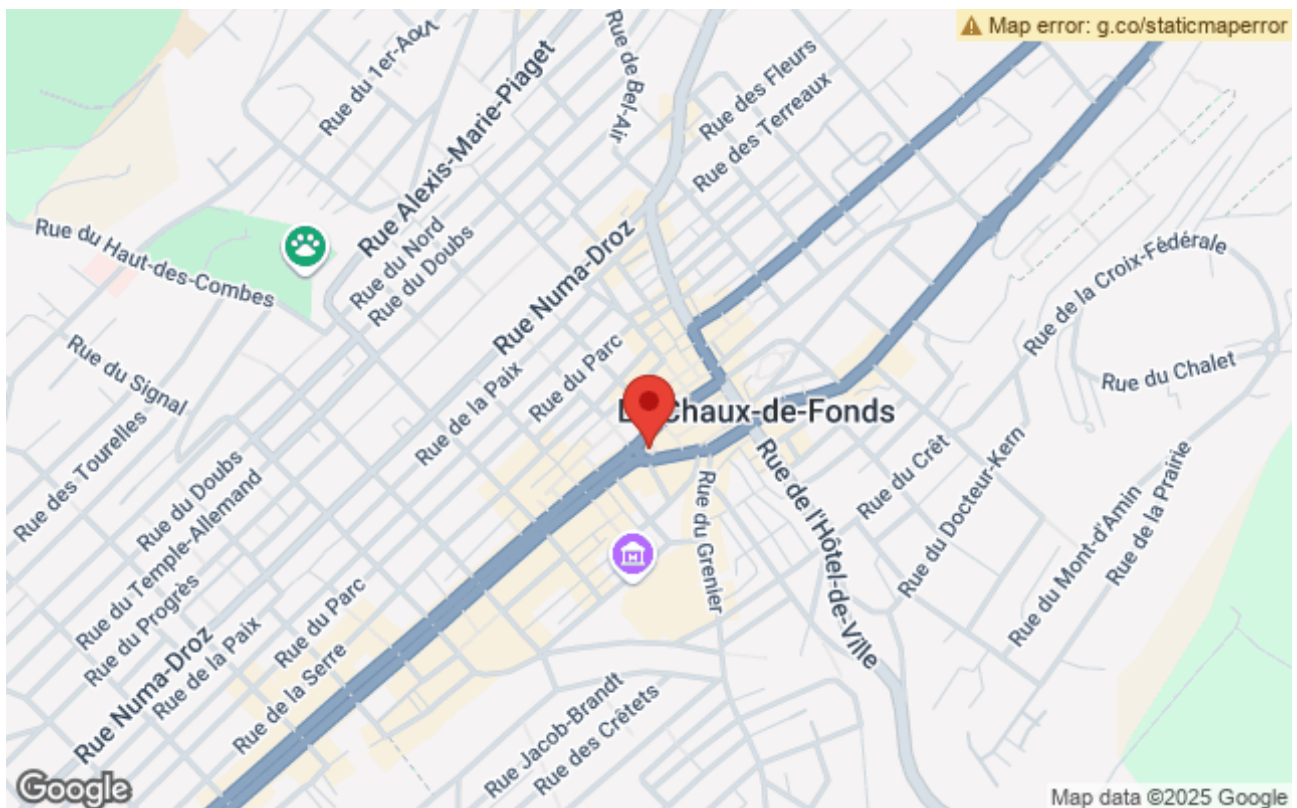 Map error: g.co/staticmaperror
Rue du 1er-Août
Rue de Bel-Air
Rue des Fleurs
Rue des Terreaux
Rue Alexis-Marie-Piaget
Rue du Haut-des-Combes
Rue du Nord
Rue du Doubs
Rue Numa-Droz
Rue de la Croix-Fédérale
Rue du Signal
Rue de la Paix
Rue du Parc
Rue du Chalet
Chaux-de-Fonds
Rue des Tourelles
Rue du Doubs
Rue du Temple-Allemand
Rue du Progrès
Rue Numa-Droz
Rue de la Paix
Rue du Parc
Rue de la Serre
Rue du Grenier
Rue de l'Hôtel-de-Ville
Rue du Crêt
Rue du Docteur-Kern
Rue du Mont-d'Amin
Rue de la Prairie
Rue Jacob-Brandt
Rue des Crêtets
M
Google
Map data ©2025 Google